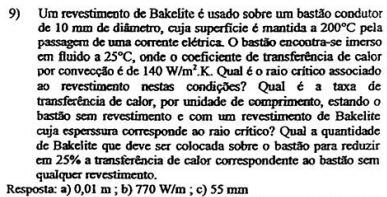 9) Um revestimento de Bakelite é usado sobre um bastão condutor
de 10 mm de diâmetro, cuja superfície é mantida a 200°C pela
passagem de uma corrente elétrica. O bastão encontra-se imerso
em fluido a 25°C, onde o coeficiente de transferência de calor
por convecção é de 140 W/m².K. Qual é o raio crítico associado
ao revestimento nestas condições? Qual é a taxa de
transferência de calor, por unidade de comprimento, estando o
bastão sem revestimento e com um revestimento de Bakelite
cuja esperssura corresponde ao raio crítico? Qual a quantidade
de Bakelite que deve ser colocada sobre o bastão para reduzir
em 25% a transferência de calor correspondente ao bastão sem
qualquer revestimento.
Resposta: a) 0,01 m ; b) 770 W/m ; c) 55 mm